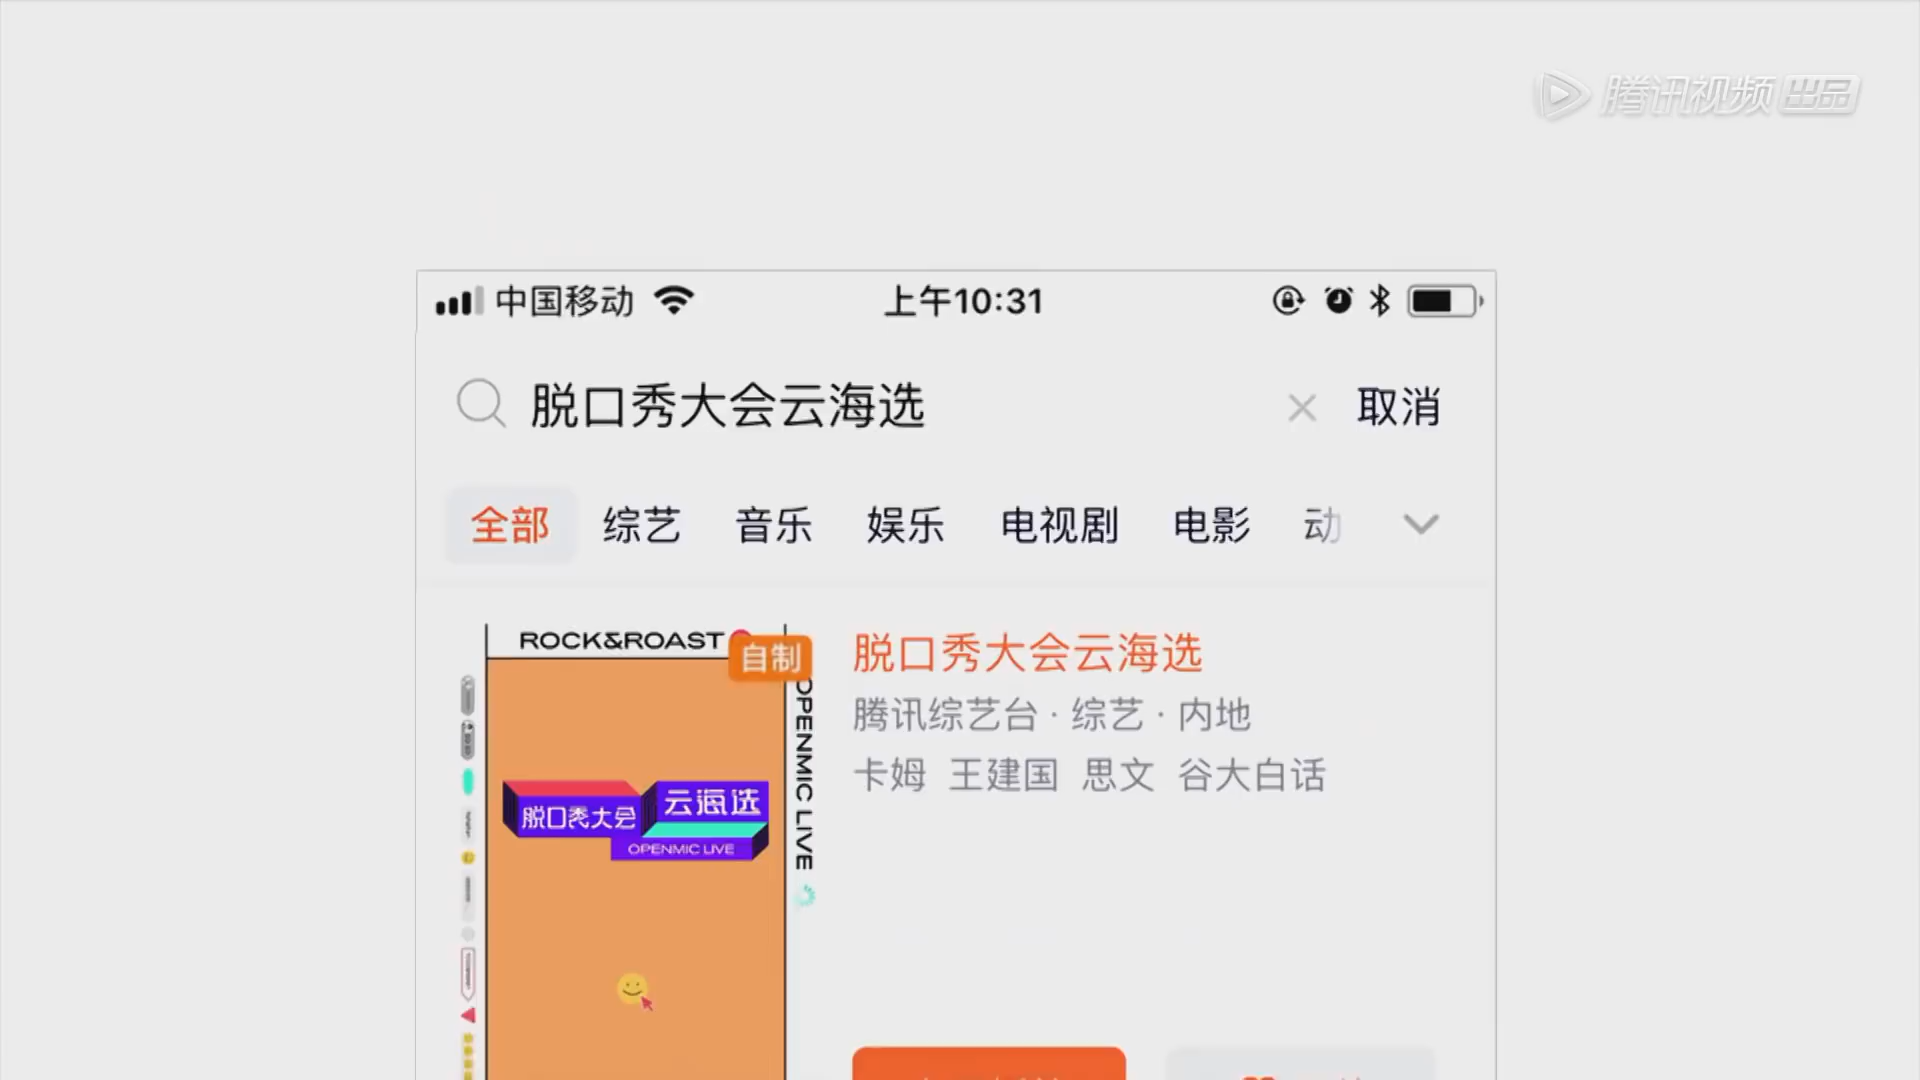 腾讯视频 出品
中国移动 上午10:31
脱口秀大会云海选 取消
全部 综艺 音乐 娱乐 电视剧 电影 动
ROCK&ROAST
自制
OPENMIC LIVE
脱口秀大会 云海选
OPENMIC LIVE
脱口秀大会云海选
腾讯综艺台 · 综艺 · 内地
卡姆 王建国 思文 谷大白话